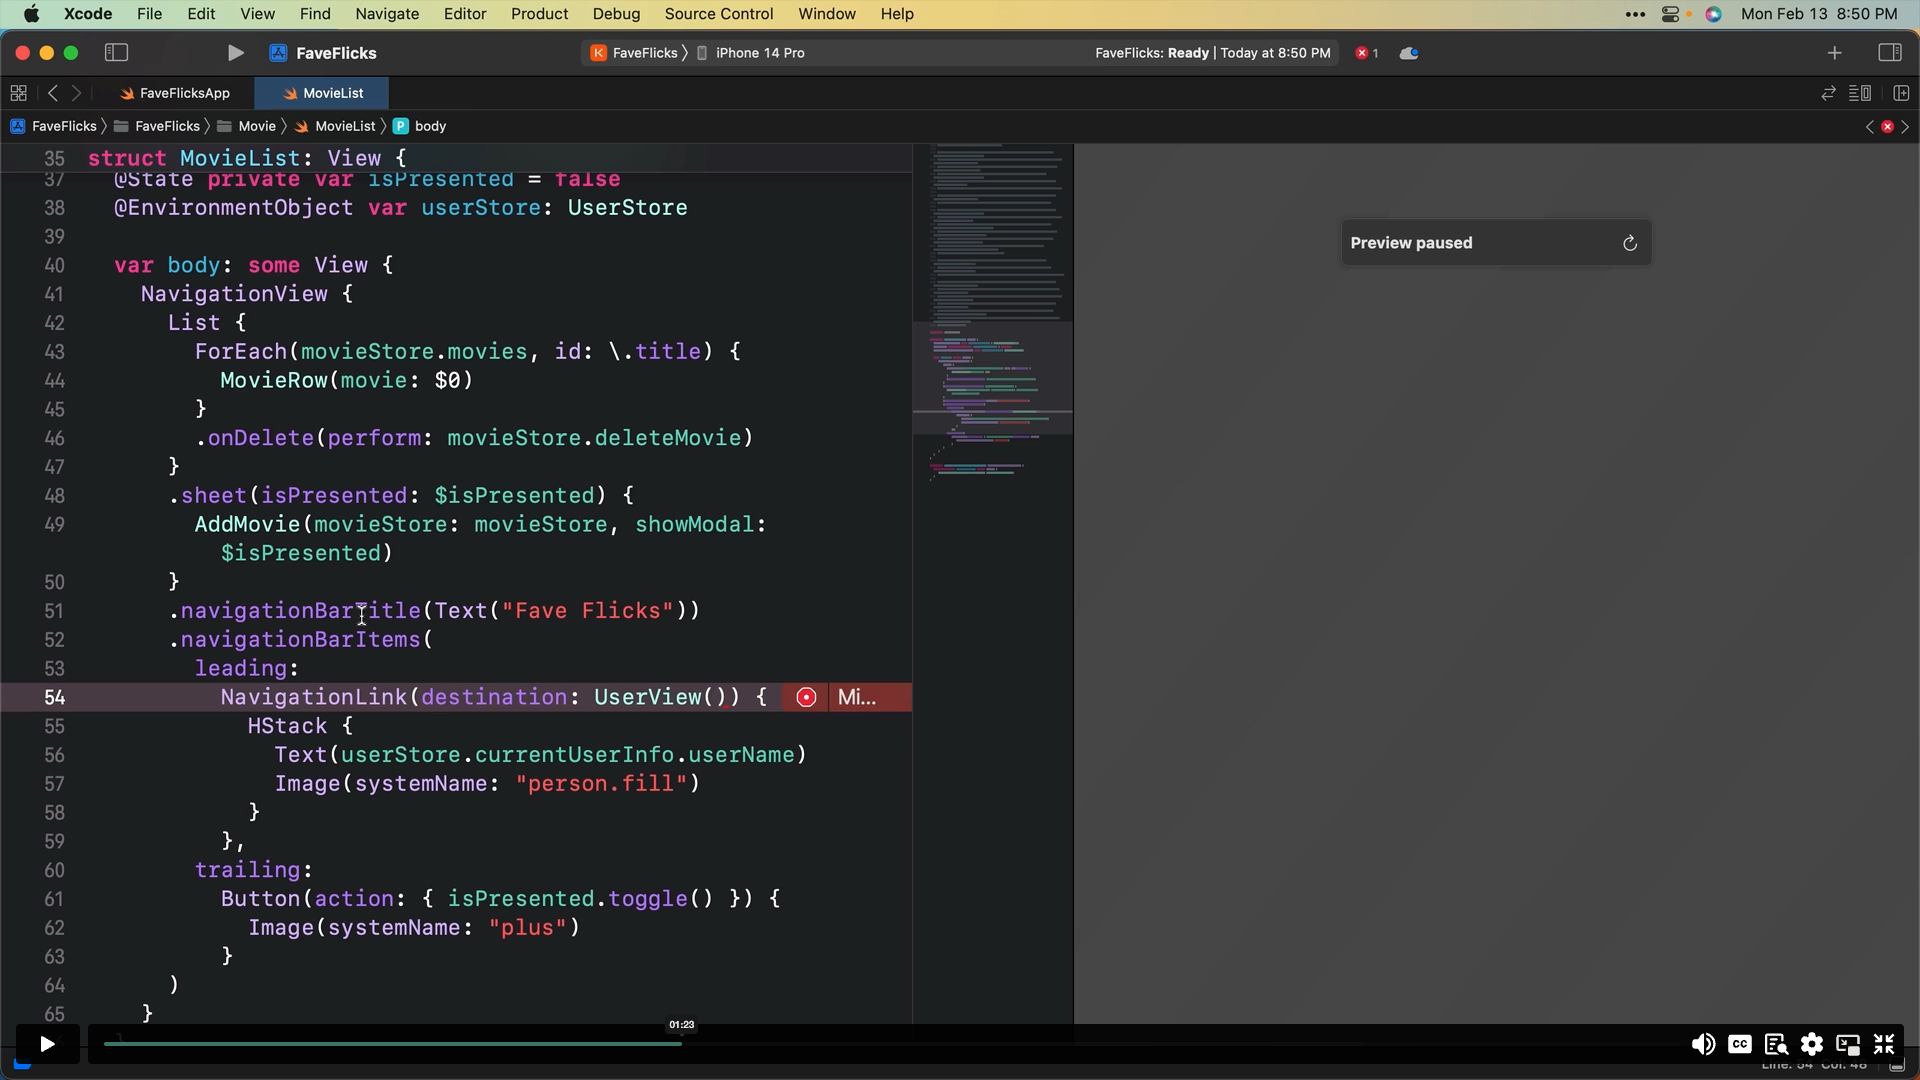 Xcode File Edit View Find Navigate Editor Product Debug Source Control Window Help Mon Feb 13 8:50 PM
FaveFlicks FaveFlicks iPhone 14 Pro FaveFlicks: Ready | Today at 8:50 PM 1
FaveFlicksApp MovieList
FaveFlicks FaveFlicks Movie MovieList P body
35 struct MovieList: View {
37 @State private var isPresented = false
38 @EnvironmentObject var userStore: UserStore
39
40 var body: some View {
41 NavigationView {
42 List {
43 ForEach(movieStore.movies, id: \.title) {
44 MovieRow(movie: $0)
45 }
46 .onDelete(perform: movieStore.deleteMovie)
47 }
48 .sheet(isPresented: $isPresented) {
49 AddMovie(movieStore: movieStore, showModal:
$isPresented)
50 }
51 .navigationBarTitle(Text("Fave Flicks"))
52 .navigationBarItems(
53 leading:
54 NavigationLink(destination: UserView()) { Mi...
55 HStack {
56 Text(userStore.currentUserInfo.userName)
57 Image(systemName: "person.fill")
58 }
59 },
60 trailing:
61 Button(action: { isPresented.toggle() }) {
62 Image(systemName: "plus")
63 }
64 )
65 }
Preview paused
01:23
CC
Line: 54 Col: 48